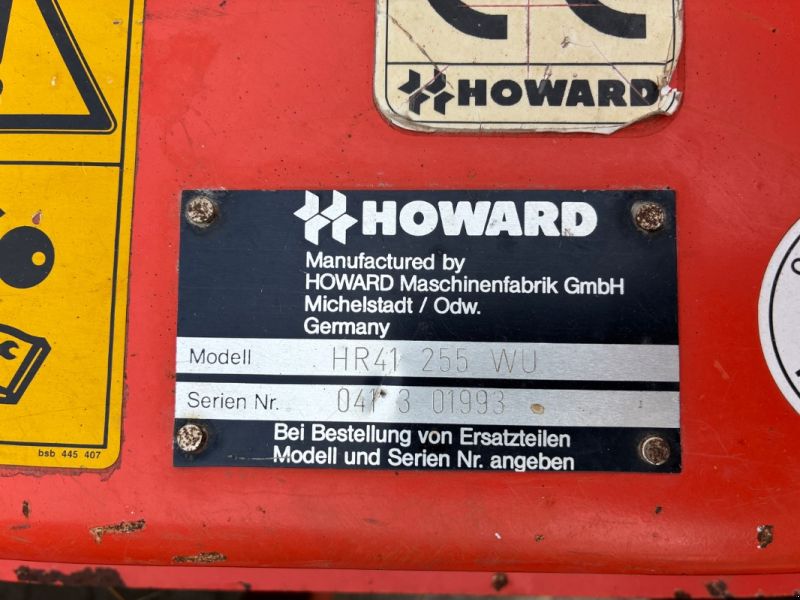 CE
HOWARD
HOWARD
Manufactured by
HOWARD Maschinenfabrik GmbH
Michelstadt / Odw.
Germany
Modell HR41 255 WU
Serien Nr. 041 3 01993
Bei Bestellung von Ersatzteilen
Modell und Serien Nr. angeben
bsb 445 407